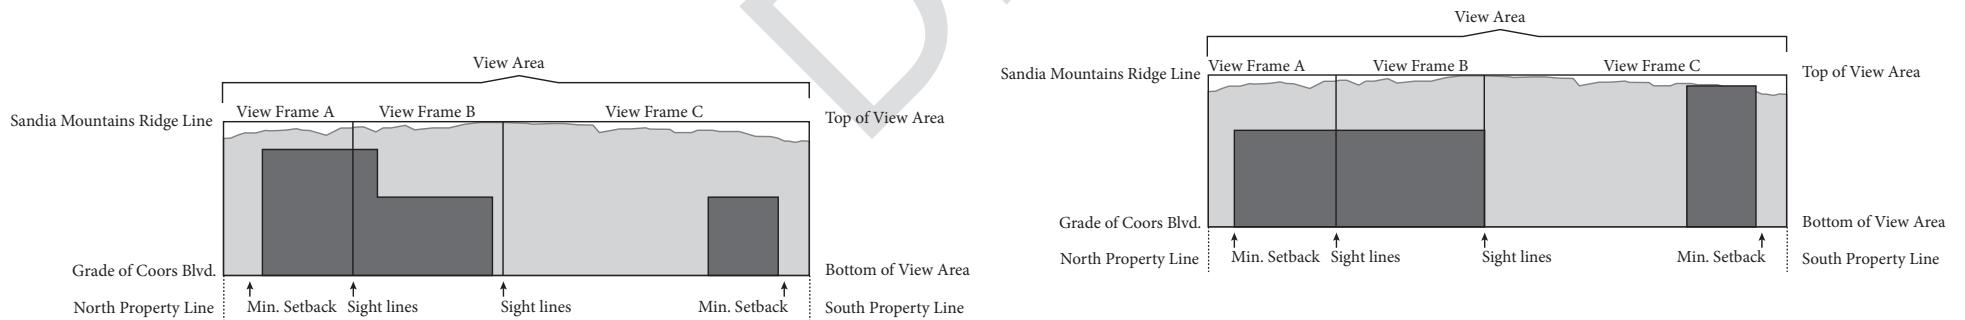 View Area
View Frame A View Frame B View Frame C
Sandia Mountains Ridge Line
Top of View Area
Grade of Coors Blvd.
Bottom of View Area
North Property Line
Min. Setback Sight lines Sight lines Min. Setback
South Property Line
View Area
View Frame A View Frame B View Frame C
Sandia Mountains Ridge Line
Top of View Area
Grade of Coors Blvd.
Bottom of View Area
North Property Line
Min. Setback Sight lines Sight lines Min. Setback
South Property Line